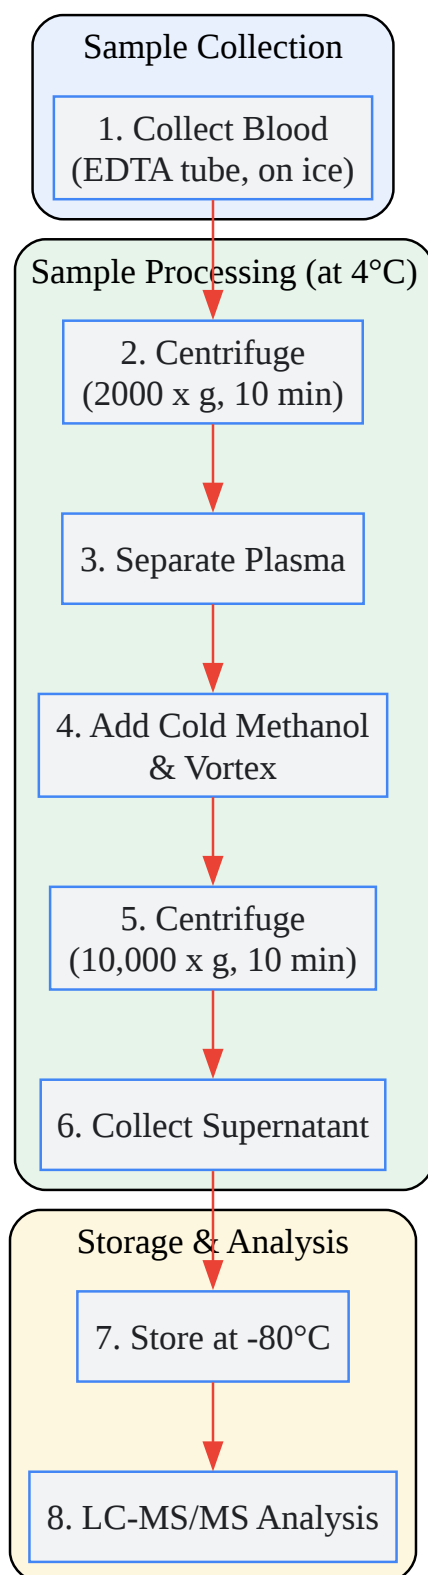 Sample Collection
1. Collect Blood
(EDTA tube, on ice)
Sample Processing (at 4°C)
2. Centrifuge
(2000 x g, 10 min)
3. Separate Plasma
4. Add Cold Methanol
& Vortex
5. Centrifuge
(10,000 x g, 10 min)
6. Collect Supernatant
Storage & Analysis
7. Store at -80°C
8. LC-MS/MS Analysis